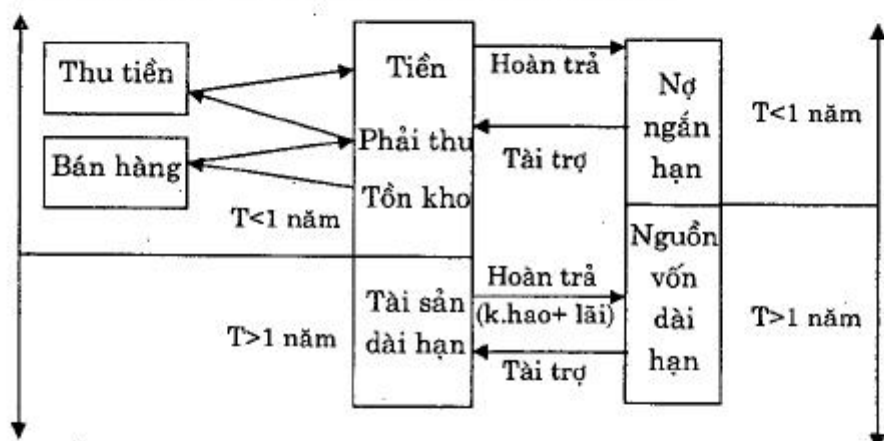 Thu tiền
Bán hàng
T<1 năm
T>1 năm
Tiền
Phải thu
Tồn kho
Tài sản
dài hạn
Hoàn trả
Tài trợ
Hoàn trả
(k.hao+ lãi)
Tài trợ
Nợ
ngắn
hạn
Nguồn
vốn
dài
hạn
T<1 năm
T>1 năm